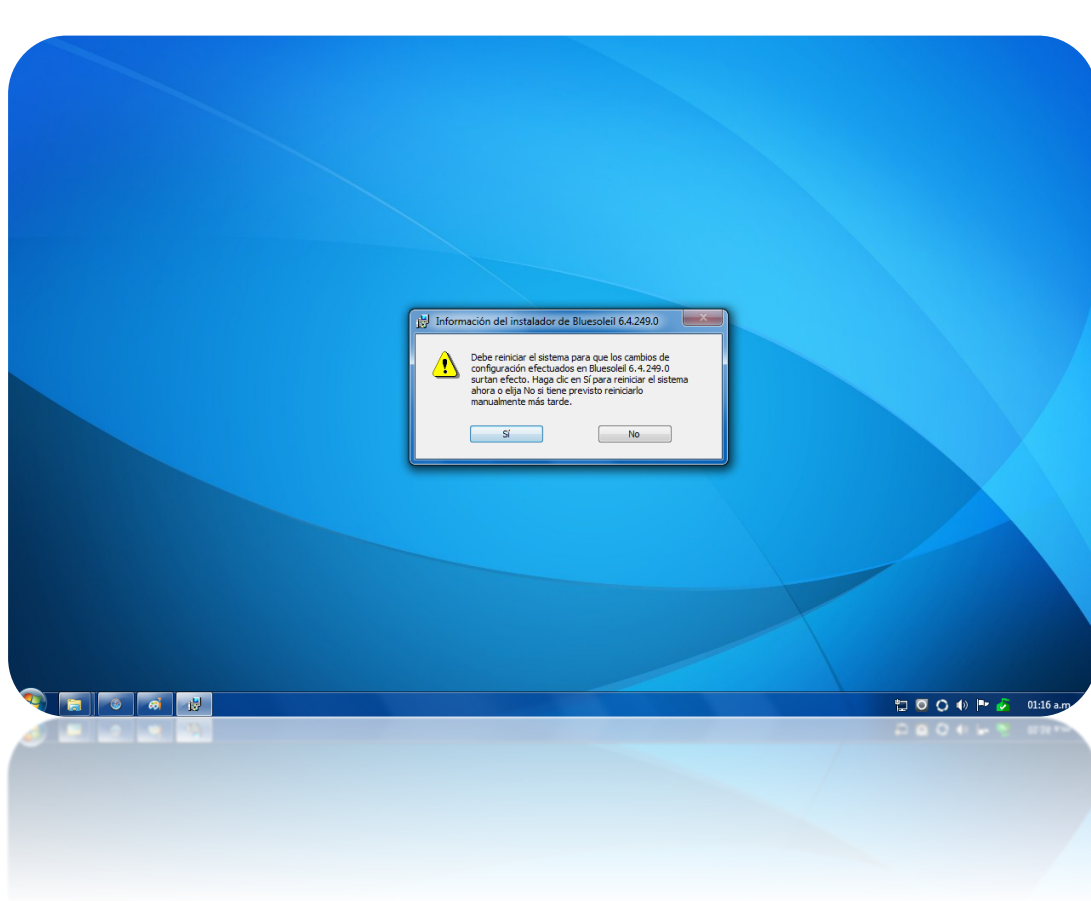 Información del instalador de Bluesoleil 6.4.249.0
Debe reiniciar el sistema para que los cambios de
configuración efectuados en Bluesoleil 6.4.249.0
surtan efecto. Haga clic en Sí para reiniciar el sistema
ahora o elija No si tiene previsto reiniciarlo
manualmente más tarde.
Sí
No
01:16 a.m.